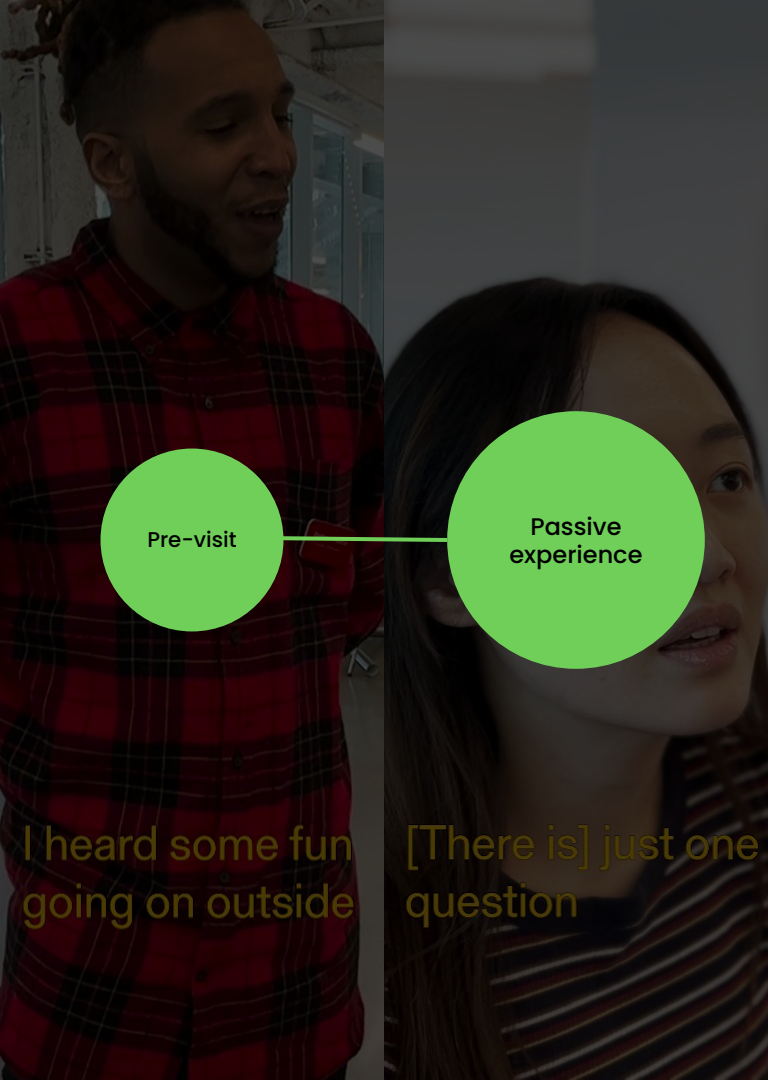 Pre-visit
Passive
experience
I heard some fun
going on outside
[There is] just one
question